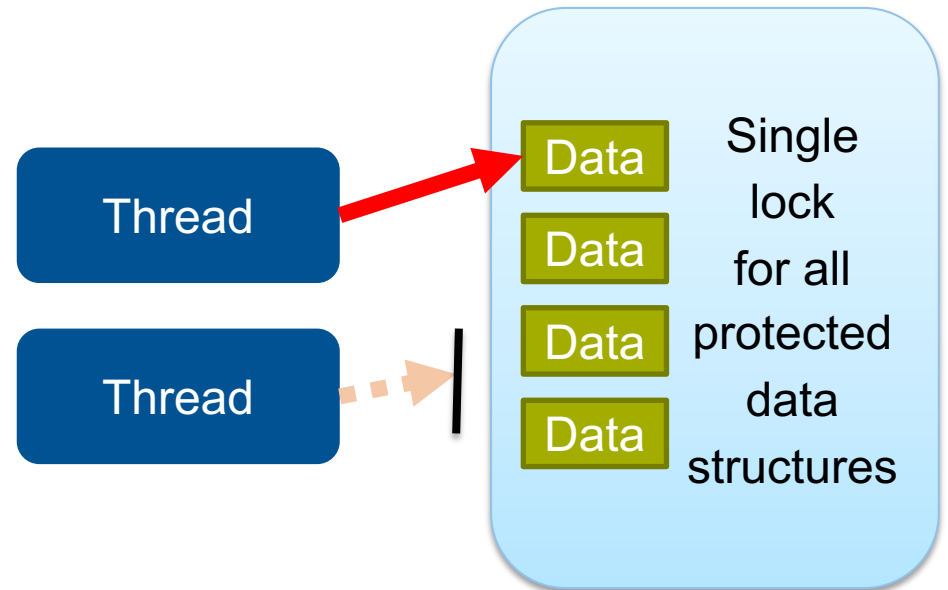 Thread
Thread
Data
Data
Data
Data
Single
lock
for all
protected
data
structures